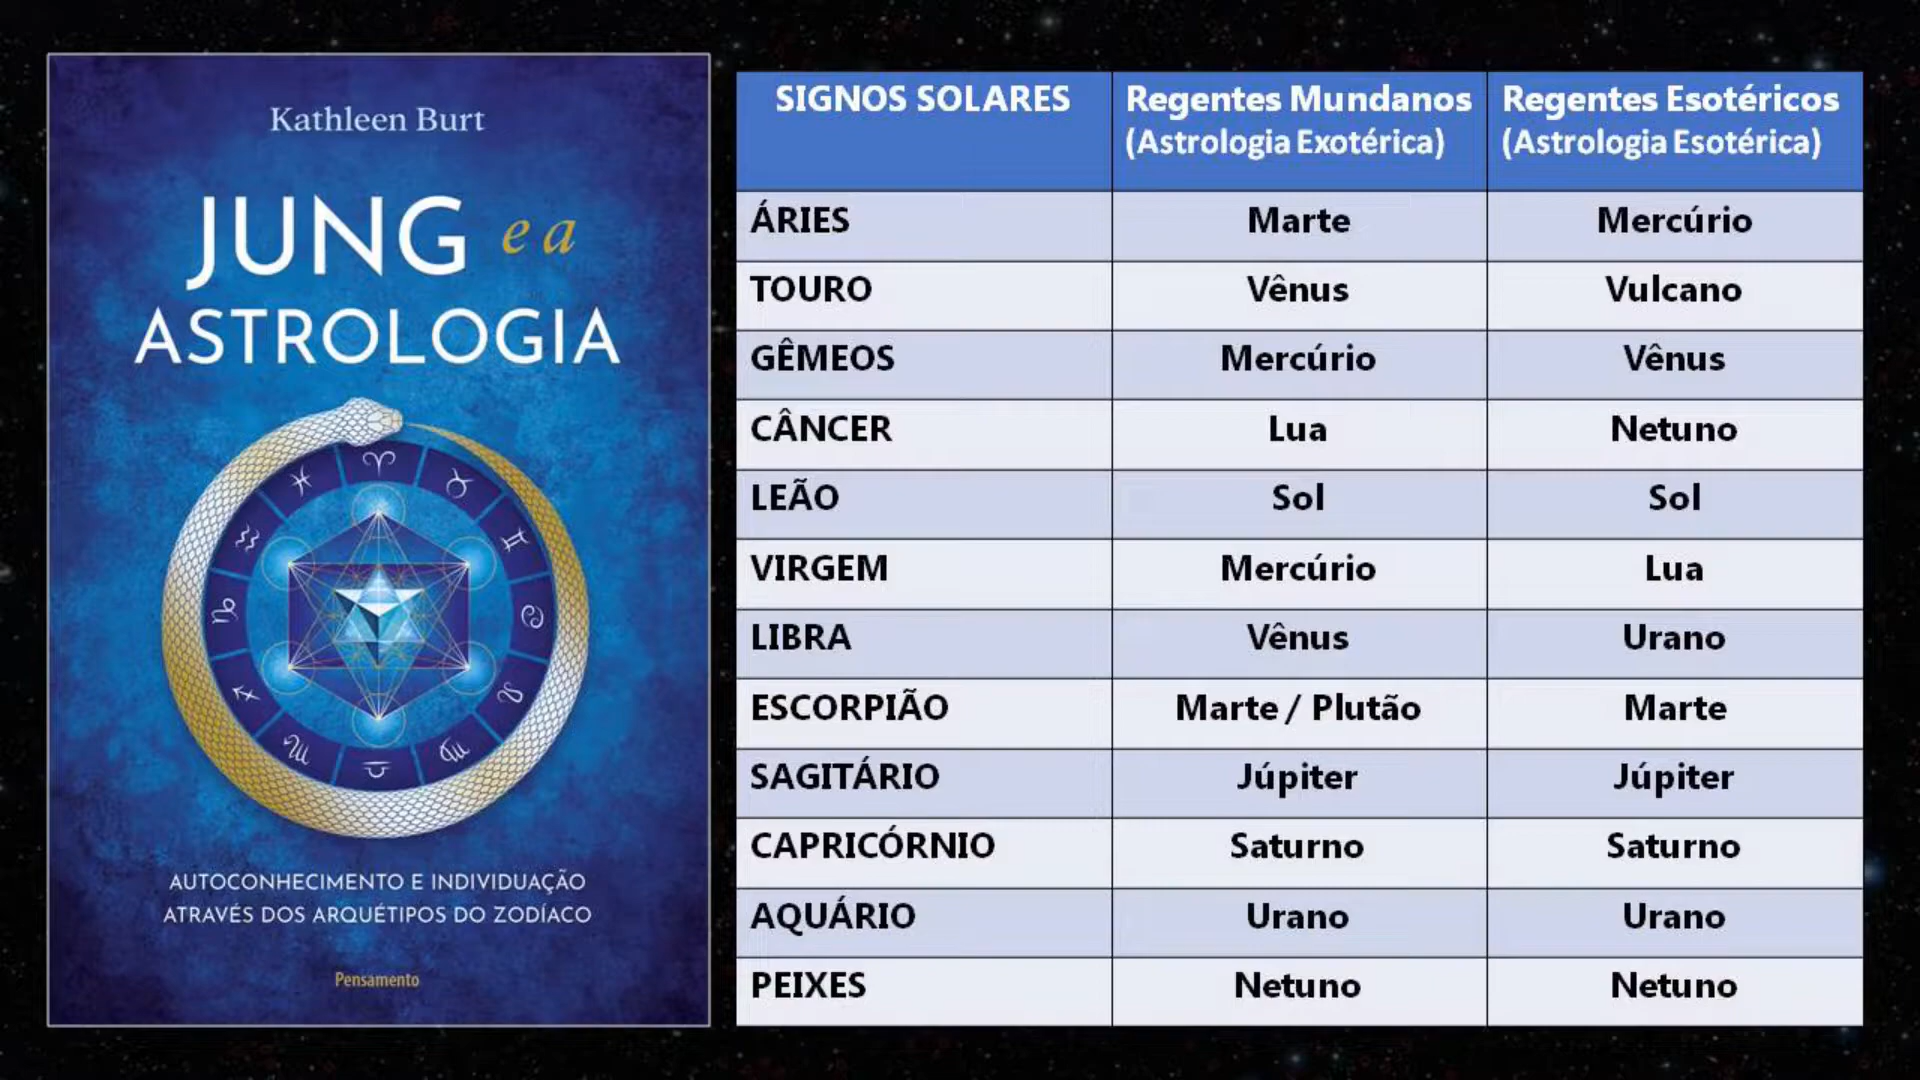 Kathleen Burt
JUNG e a
ASTROLOGIA
AUTOCONHECIMENTO E INDIVIDUAÇÃO
ATRAVÉS DOS ARQUÉTIPOS DO ZODÍACO
Pensamento
SIGNOS SOLARES Regentes Mundanos Regentes Esotéricos
(Astrologia Exotérica) (Astrologia Esotérica)
ÁRIES Marte Mercúrio
TOURO Vênus Vulcano
GÊMEOS Mercúrio Vênus
CÂNCER Lua Netuno
LEÃO Sol Sol
VIRGEM Mercúrio Lua
LIBRA Vênus Urano
ESCORPIÃO Marte / Plutão Marte
SAGITÁRIO Júpiter Júpiter
CAPRICÓRNIO Saturno Saturno
AQUÁRIO Urano Urano
PEIXES Netuno Netuno